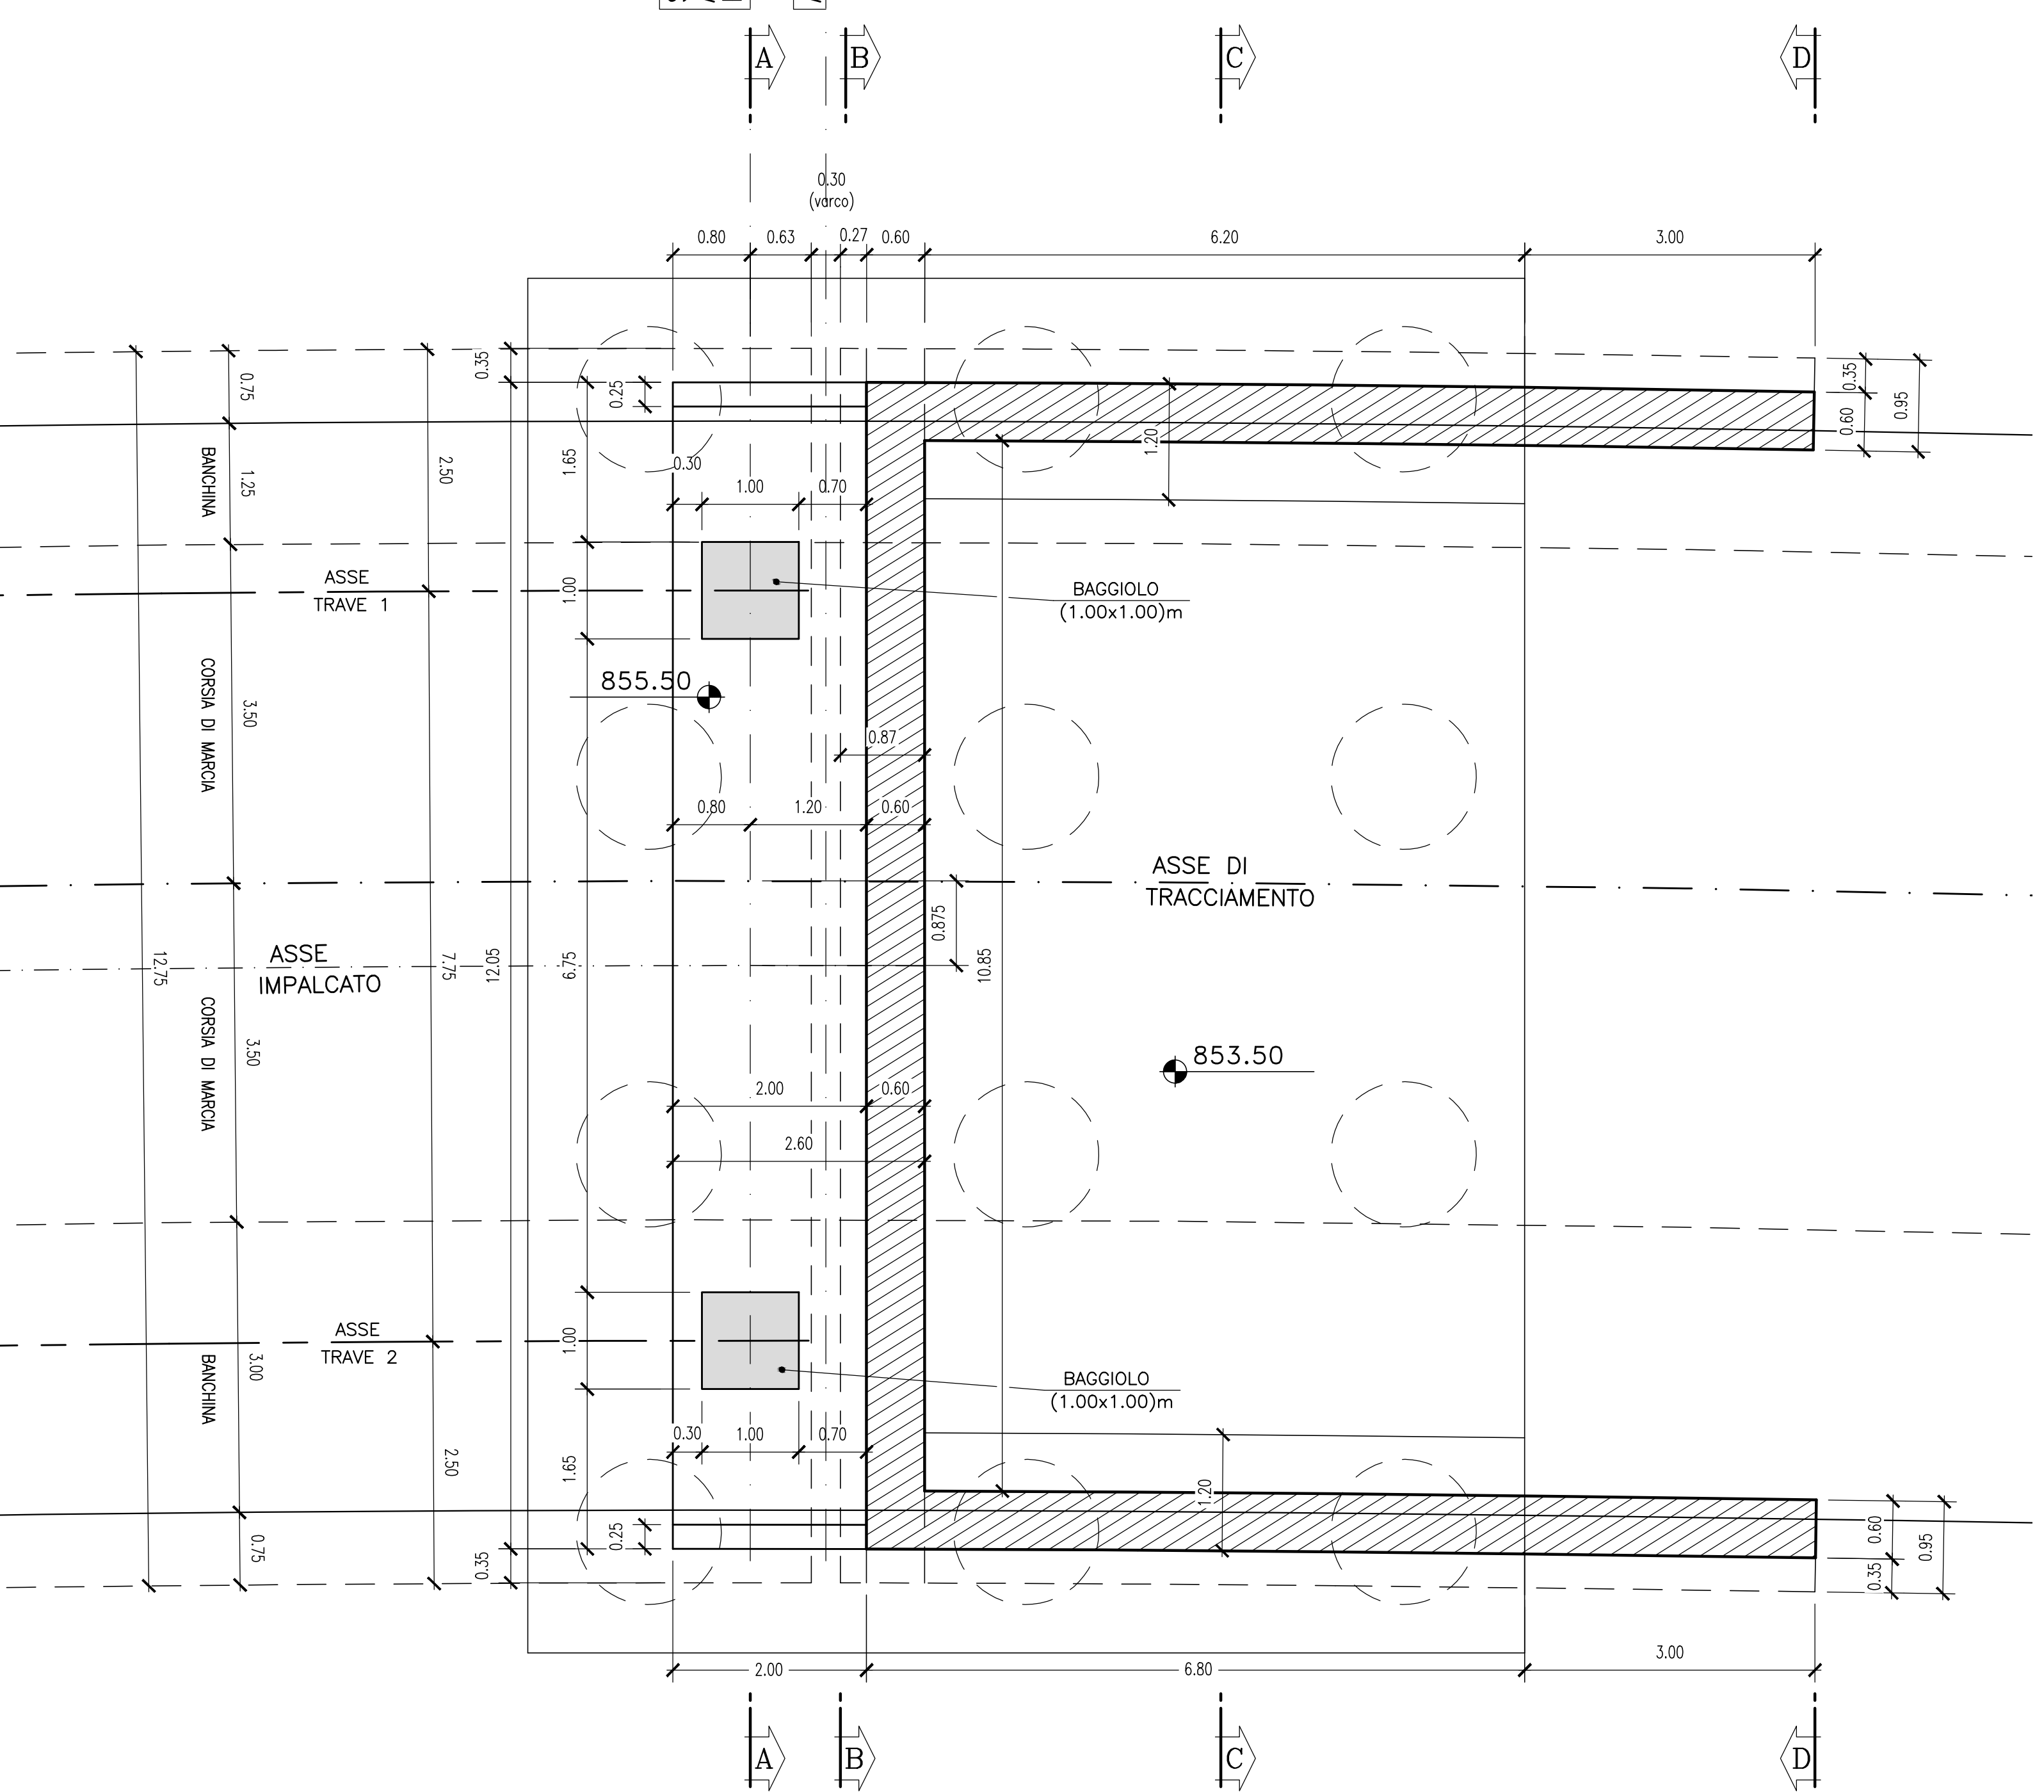 A
B
C
D
0.30
(varco)
0.80
0.63
0.27
0.60
6.20
3.00
0.75
0.35
0.25
0.35
0.60
0.95
BANCHINA
1.25
2.50
1.65
0.30
1.00
0.70
1.20
ASSE
TRAVE 1
1.00
BAGGIOLO
(1.00x1.00)m
855.50
CORSIA DI MARCIA
3.50
0.87
0.80
1.20
0.60
ASSE DI
TRACCIAMENTO
0.875
ASSE
IMPALCATO
12.75
7.75
12.05
6.75
10.85
CORSIA DI MARCIA
3.50
853.50
2.00
0.60
2.60
ASSE
TRAVE 2
1.00
BANCHINA
3.00
BAGGIOLO
(1.00x1.00)m
0.30
1.00
0.70
2.50
1.65
1.20
0.25
0.75
0.35
0.60
0.95
0.35
2.00
6.80
3.00
A
B
C
D